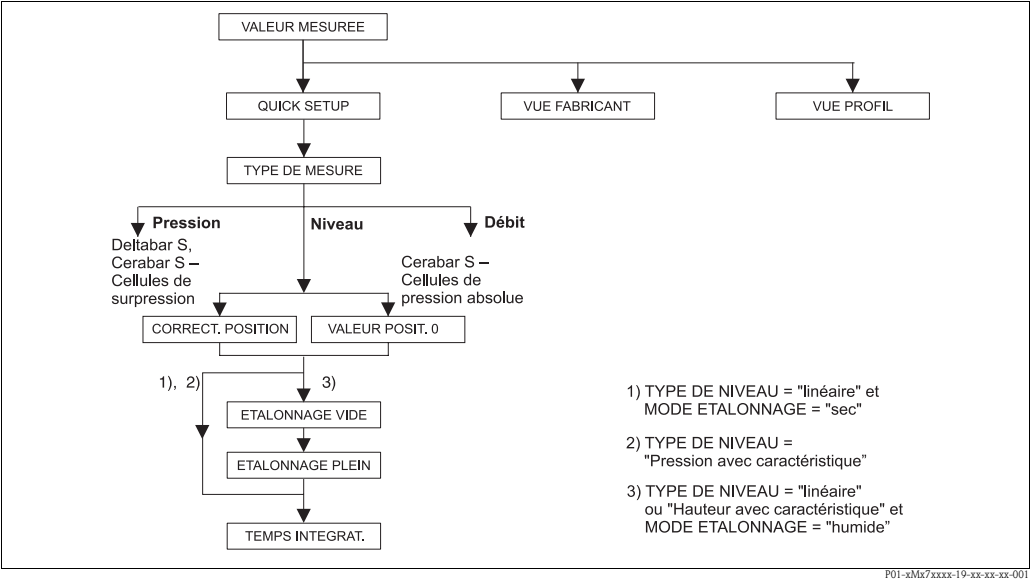 VALEUR MESUREE
QUICK SETUP
VUE FABRICANT
VUE PROFIL
TYPE DE MESURE
Pression
Niveau
Débit
Deltabar S,
Cerabar S –
Cellules de
surpression
Cerabar S –
Cellules de
pression absolue
CORRECT. POSITION
VALEUR POSIT. 0
1), 2)
3)
ETALONNAGE VIDE
ETALONNAGE PLEIN
TEMPS INTEGRAT.
1) TYPE DE NIVEAU = "linéaire" et
MODE ETALONNAGE = "sec"
2) TYPE DE NIVEAU =
"Pression avec caractéristique"
3) TYPE DE NIVEAU = "linéaire"
ou "Hauteur avec caractéristique" et
MODE ETALONNAGE = "humide"
P01-xMx7xxxx-19-xx-xx-xx-001